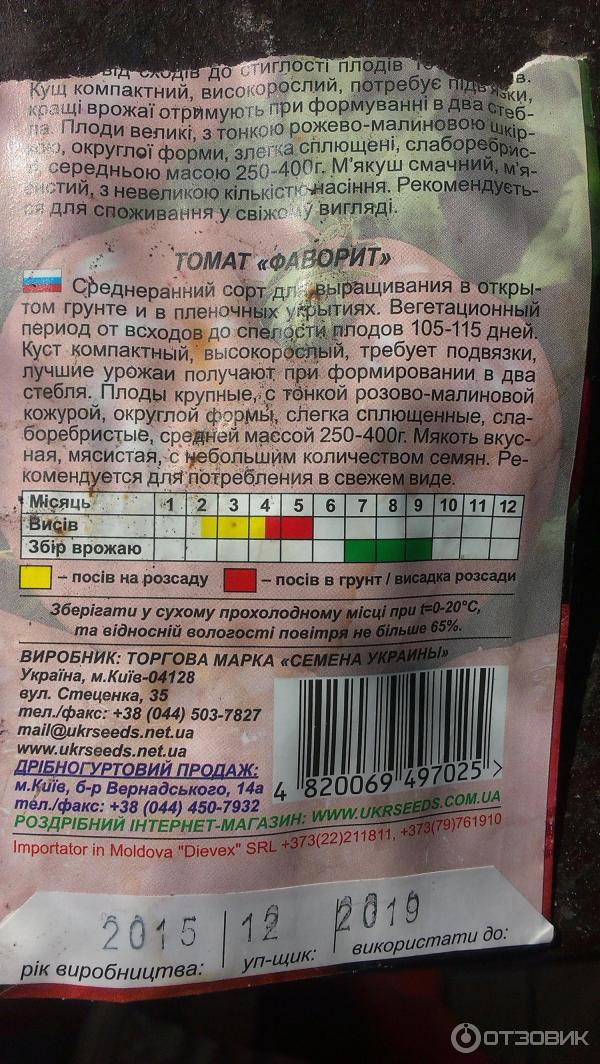 від сходів до стиглості плодів
Кущ компактний, високорослий, потребує підв'язки,
кращі врожаї отримують при формуванні в два стеб-
ла. Плоди великі, з тонкою рожево-малиновою шкір-
кою, округлої форми, злегка сплющені, слаборебрис-
середньою масою 250-400г. М'якуш смачний, м'я-
систий, з невеликою кількістю насіння. Рекомендуєть-
ся для споживання у свіжому вигляді.
ТОМАТ «ФАВОРИТ»
Среднеранний сорт для выращивания в откры-
том грунте и в пленочных укрытиях. Вегетационный
период от всходов до спелости плодов 105-115 дней.
Куст компактный, высокорослый, требует подвязки,
лучшие урожаи получают при формировании в два
стебля. Плоды крупные, с тонкой розово-малиновой
кожурой, округлой формы, слегка сплющенные, сла-
боребристые, средней массой 250-400г. Мякоть вкус-
ная, мясистая, с небольшим количеством семян. Ре-
комендуется для потребления в свежем виде.
Місяць 1 2 3 4 5 6 7 8 9 10 11 12
Висів
Збір врожаю
– посів на розсаду – посів в грунт / висадка розсади
Зберігати у сухому прохолодному місці при t=0-20°С,
та відносній вологості повітря не більше 65%.
ВИРОБНИК: ТОРГОВА МАРКА «СЕМЕНА УКРАИНЫ»
Україна, м.Київ-04128
вул. Стеценка, 35
тел./факс: +38 (044) 503-7827
mail@ukrseeds.net.ua
www.ukrseeds.net.ua
ДРІБНОГУРТОВИЙ ПРОДАЖ:
м.Київ, б-р Вернадського, 14а
тел./факс: +38 (044) 450-7932
4 820069 497025 >
РОЗДРІБНИЙ ІНТЕРНЕТ-МАГАЗИН: WWW.UKRSEEDS.COM.UA
Importator in Moldova "Dievex" SRL +373(22)211811, +373(79)761910
2015 12 2019
рік виробництва: уп-щик: використати до:
ОТЗОВИК